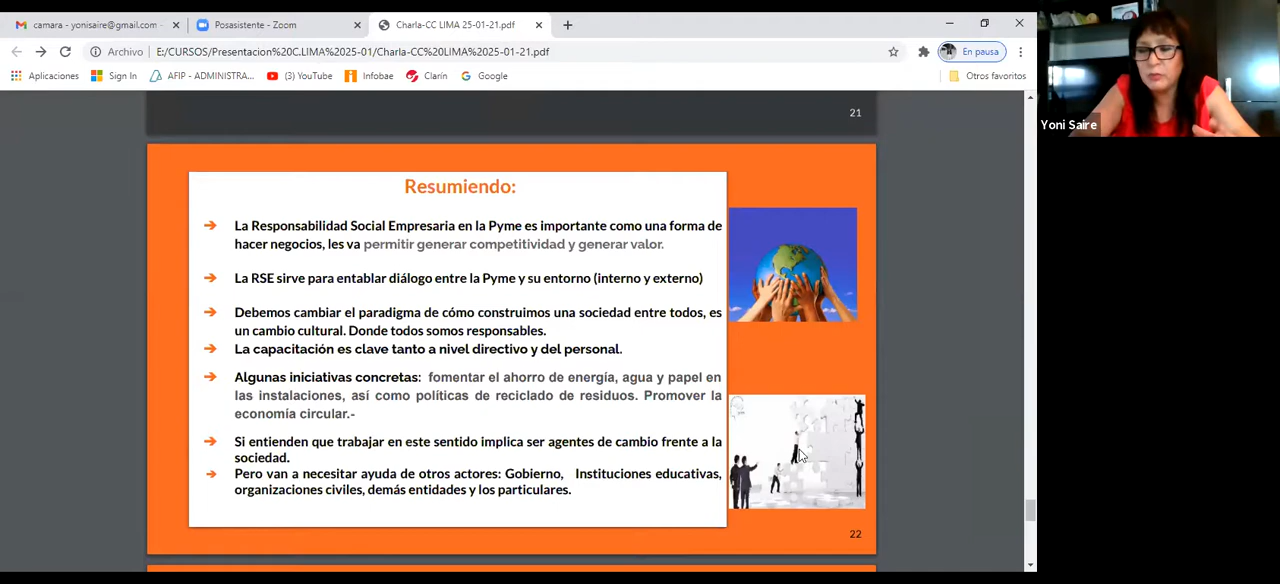 camara - yonisaire@gmail.com -
Posasistente - Zoom
Charla-CC LIMA 25-01-21.pdf
Archivo
E:/CURSOS/Presentacion%20C.LIMA%2025-01/Charla-CC%20LIMA%2025-01-21.pdf
En pausa
Aplicaciones
Sign In
AFIP - ADMINISTRA...
(3) YouTube
Infobae
Clarín
Google
Otros favoritos
Yoni Saire
21
Resumiendo:
La Responsabilidad Social Empresaria en la Pyme es importante como una forma de
hacer negocios, les va permitir generar competitividad y generar valor.
La RSE sirve para entablar diálogo entre la Pyme y su entorno (interno y externo)
Debemos cambiar el paradigma de cómo construimos una sociedad entre todos, es
un cambio cultural. Donde todos somos responsables.
La capacitación es clave tanto a nivel directivo y del personal.
Algunas iniciativas concretas: fomentar el ahorro de energía, agua y papel en
las instalaciones, así como políticas de reciclado de residuos. Promover la
economía circular.-
Si entienden que trabajar en este sentido implica ser agentes de cambio frente a la
sociedad.
Pero van a necesitar ayuda de otros actores: Gobierno, Instituciones educativas,
organizaciones civiles, demás entidades y los particulares.
22